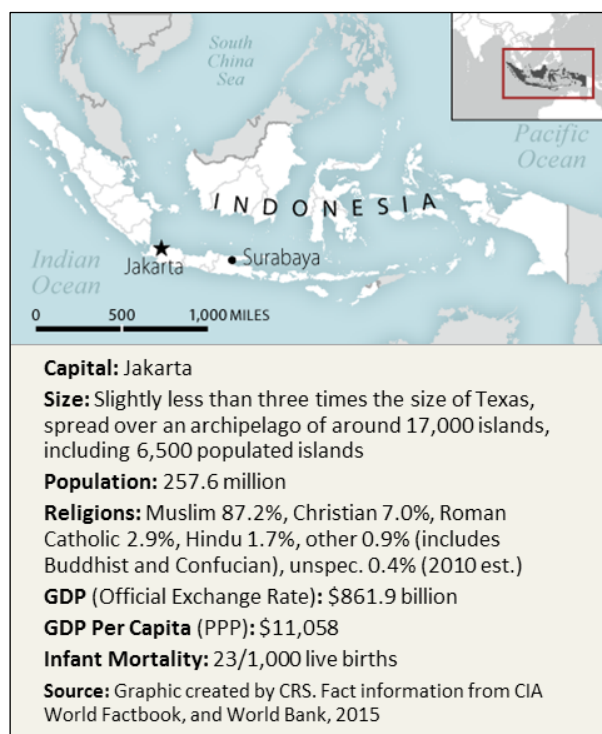 South
China
Sea
Pacific
Ocean
INDONESIA
Indian
Ocean
Jakarta
Surabaya
0 500 1,000 MILES
Capital: Jakarta
Size: Slightly less than three times the size of Texas,
spread over an archipelago of around 17,000 islands,
including 6,500 populated islands
Population: 257.6 million
Religions: Muslim 87.2%, Christian 7.0%, Roman
Catholic 2.9%, Hindu 1.7%, other 0.9% (includes
Buddhist and Confucian), unspec. 0.4% (2010 est.)
GDP (Official Exchange Rate): $861.9 billion
GDP Per Capita (PPP): $11,058
Infant Mortality: 23/1,000 live births
Source: Graphic created by CRS. Fact information from CIA
World Factbook, and World Bank, 2015